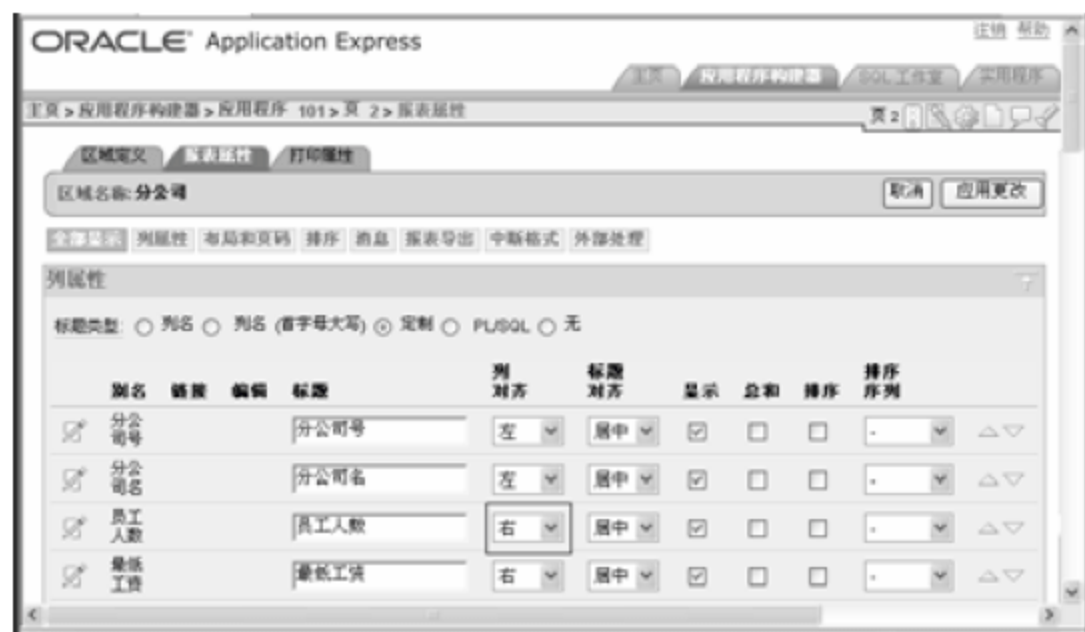 注销 帮助
ORACLE Application Express
主页 应用程序构建器 SQL 工作室 实用程序
主页 > 应用程序构建器 > 应用程序 101 > 页 2 > 报表属性
页 2
区域定义 报表属性 打印属性
区域名称: 分公司
取消 应用更改
全部显示 列属性 布局和页码 排序 消息 报表导出 中断格式 外部处理
列属性
标题类型: 列名 列名 (首字母大写) 定制 PL/SQL 无
别名 链接 编辑 标题 列对齐 标题对齐 显示 总和 排序 排序序列
分公司号 分公司号 左 居中 -
分公司名 分公司名 左 居中 -
员工人数 员工人数 右 居中 -
最低工资 最低工资 右 居中 -